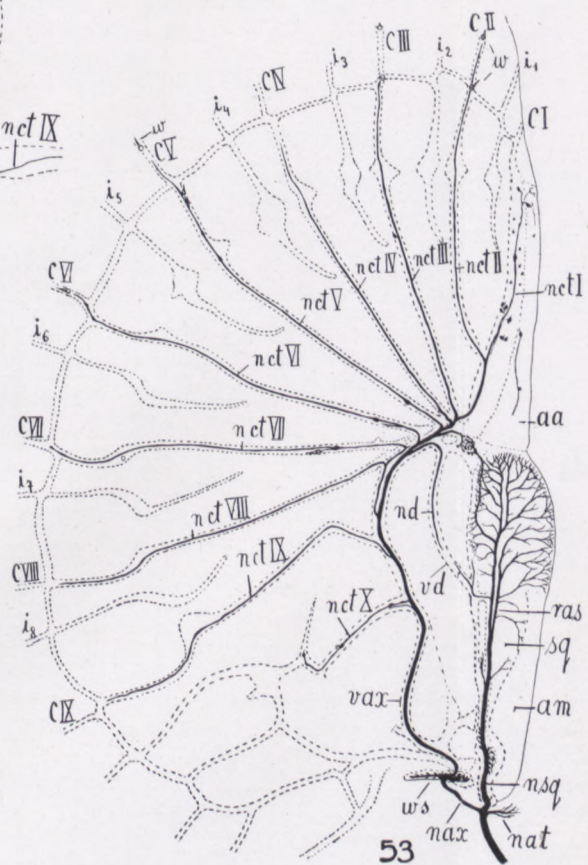 nct IX
C II
C III
i2
w
i1
i3
C IV
C I
i4
w
C V
i5
nct IV
nct III
nct II
C VI
nct V
nct I
i6
nct VI
C VII
nct VII
aa
i7
nct VIII
nd
C VIII
nct IX
vd
i8
nct X
ras
sq
C IX
vax
am
ws
nsq
nax
nat
53